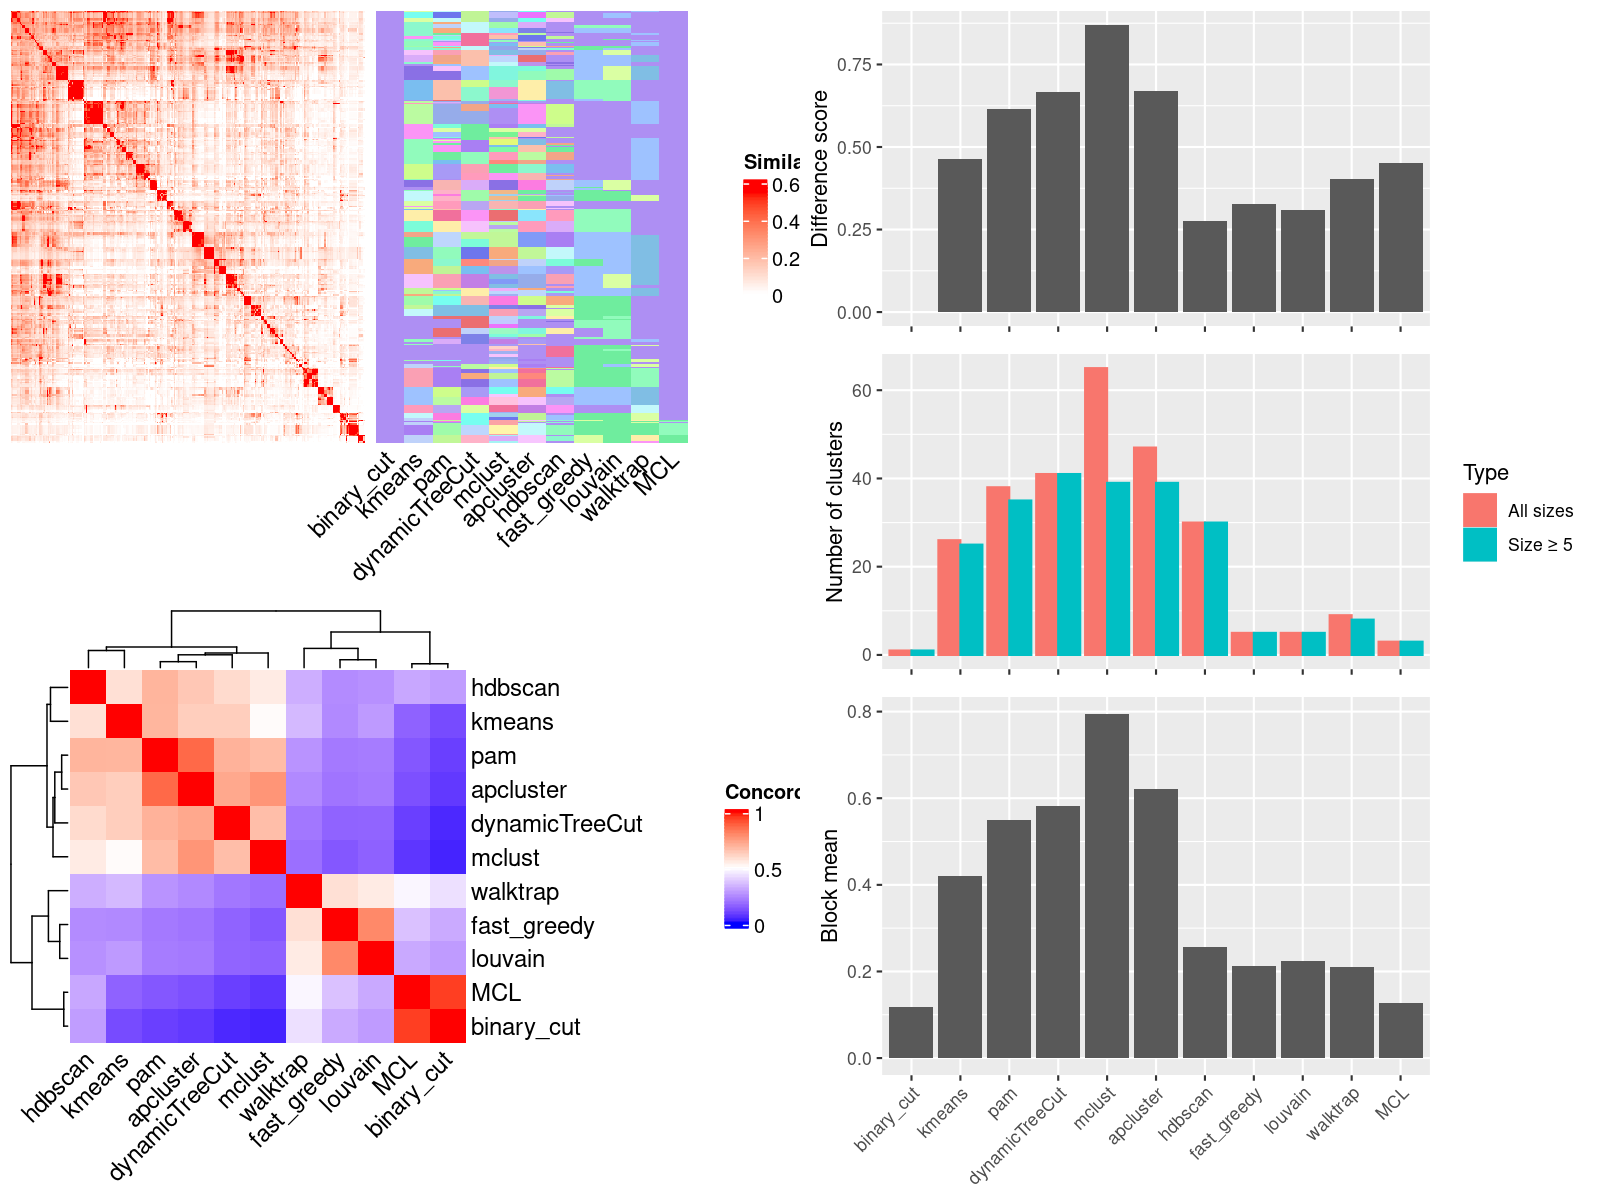 binary_cut
kmeans
pam
dynamicTreeCut
mclust
apcluster
hdbscan
fast_greedy
louvain
walktrap
MCL
Simila
0.6
0.4
0.2
0
hdbscan
kmeans
pam
apcluster
dynamicTreeCut
mclust
walktrap
fast_greedy
louvain
MCL
binary_cut
hdbscan
kmeans
pam
apcluster
dynamicTreeCut
mclust
walktrap
fast_greedy
louvain
MCL
binary_cut
Concord
1
0.5
0
Difference score
0.75
0.50
0.25
0.00
Number of clusters
60
40
20
0
Type
All sizes
Size ≥ 5
Block mean
0.8
0.6
0.4
0.2
0.0
binary_cut
kmeans
pam
dynamicTreeCut
mclust
apcluster
hdbscan
fast_greedy
louvain
walktrap
MCL